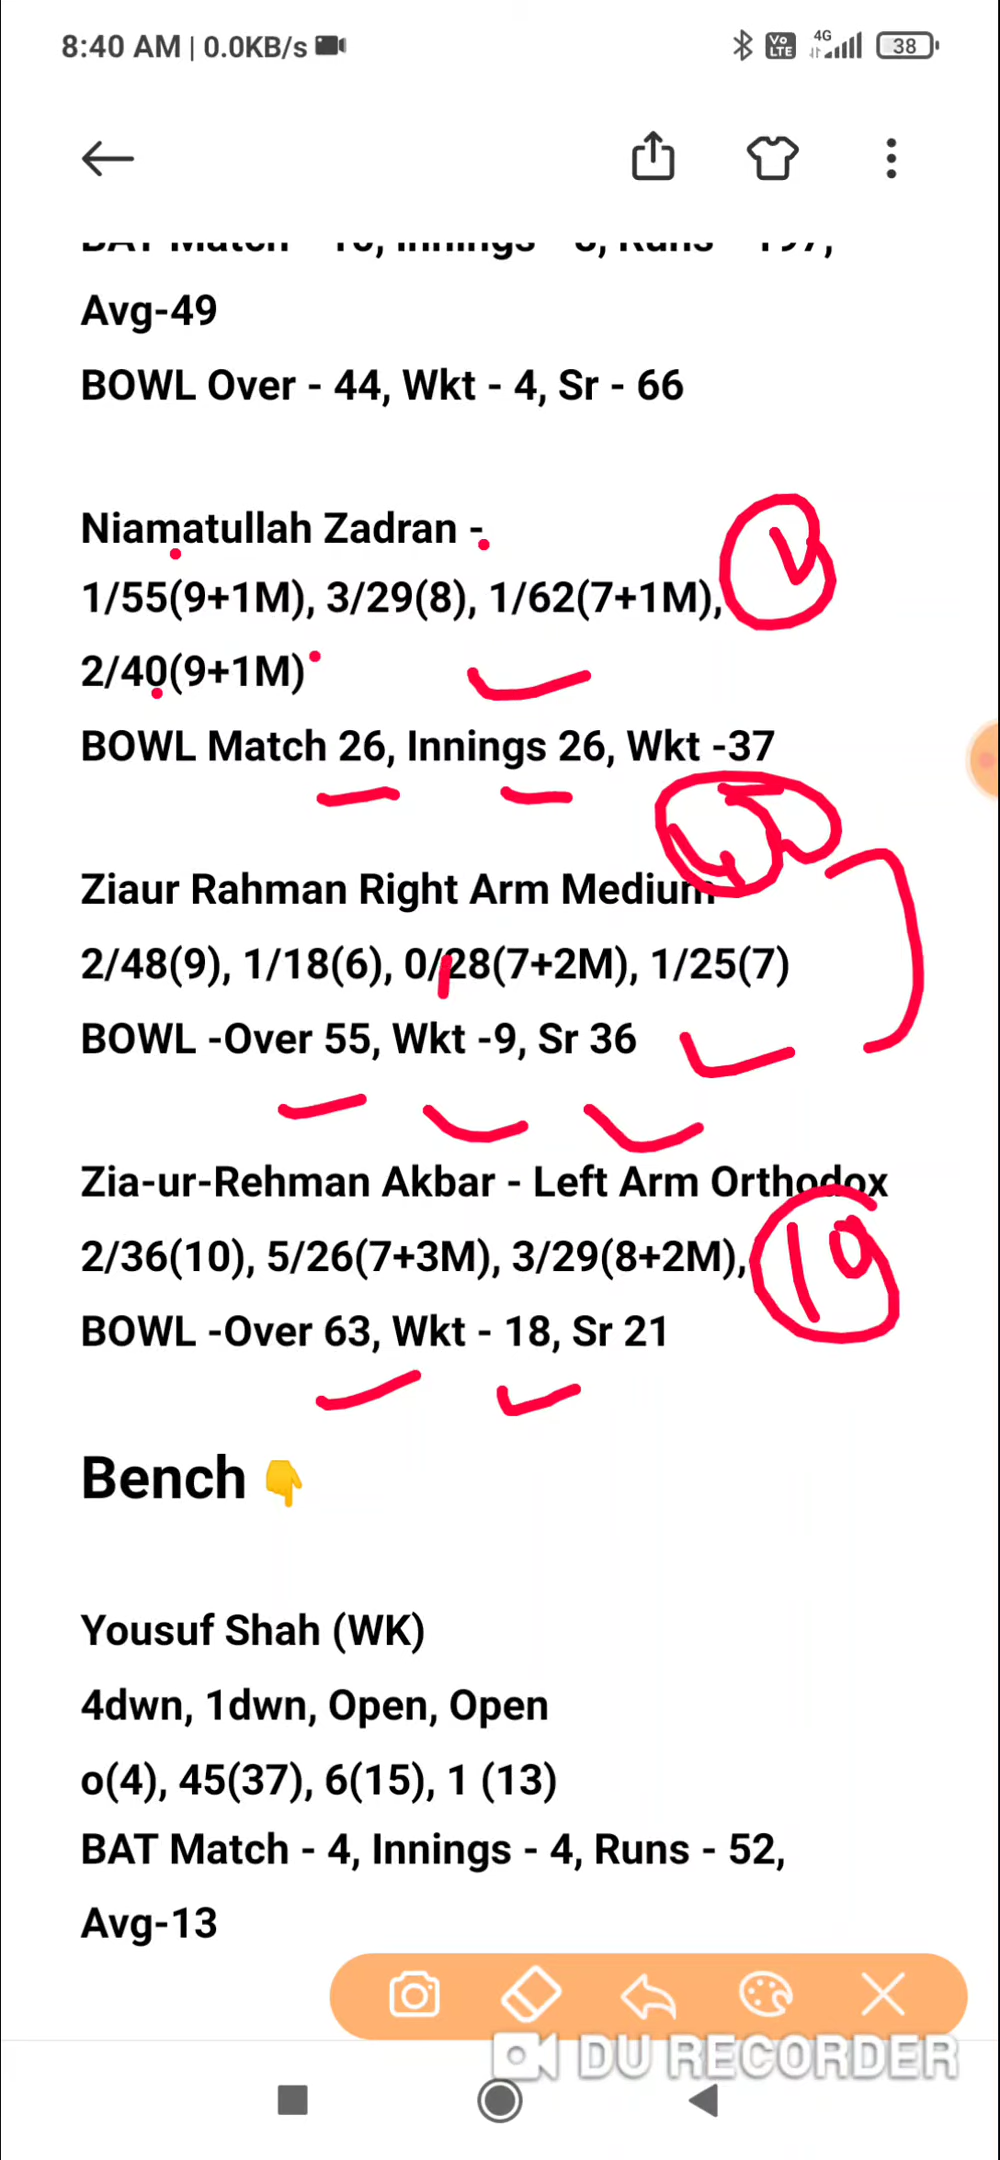 8:40 AM | 0.0KB/s
Vo LTE 4G 38
Avg-49
BOWL Over - 44, Wkt - 4, Sr - 66
Niamatullah Zadran -
1/55(9+1M), 3/29(8), 1/62(7+1M),
2/40(9+1M)
BOWL Match 26, Innings 26, Wkt -37
Ziaur Rahman Right Arm Medium
2/48(9), 1/18(6), 0/28(7+2M), 1/25(7)
BOWL -Over 55, Wkt -9, Sr 36
Zia-ur-Rehman Akbar - Left Arm Orthodox
2/36(10), 5/26(7+3M), 3/29(8+2M),
10
BOWL -Over 63, Wkt - 18, Sr 21
Bench 👇
Yousuf Shah (WK)
4dwn, 1dwn, Open, Open
o(4), 45(37), 6(15), 1 (13)
BAT Match - 4, Innings - 4, Runs - 52,
Avg-13
DU RECORDER